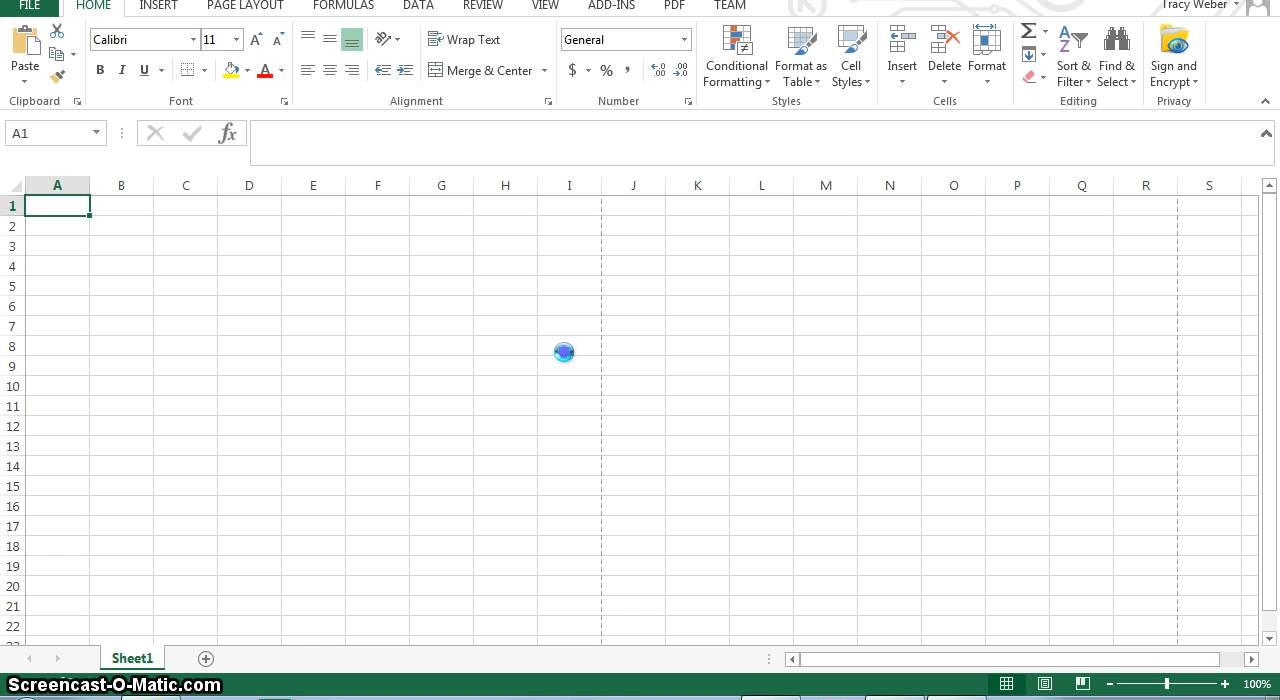 FILE HOME INSERT PAGE LAYOUT FORMULAS DATA REVIEW VIEW ADD-INS PDF TEAM Tracy Weber
Calibri 11 Wrap Text General
Paste B I U Merge & Center $ % , Conditional Formatting Format as Table Cell Styles Insert Delete Format Sort & Filter Find & Select Sign and Encrypt
Clipboard Font Alignment Number Styles Cells Editing Privacy
A1 fx
A B C D E F G H I J K L M N O P Q R S
1
2
3
4
5
6
7
8
9
10
11
12
13
14
15
16
17
18
19
20
21
22
Sheet1
Screencast-O-Matic.com 100%